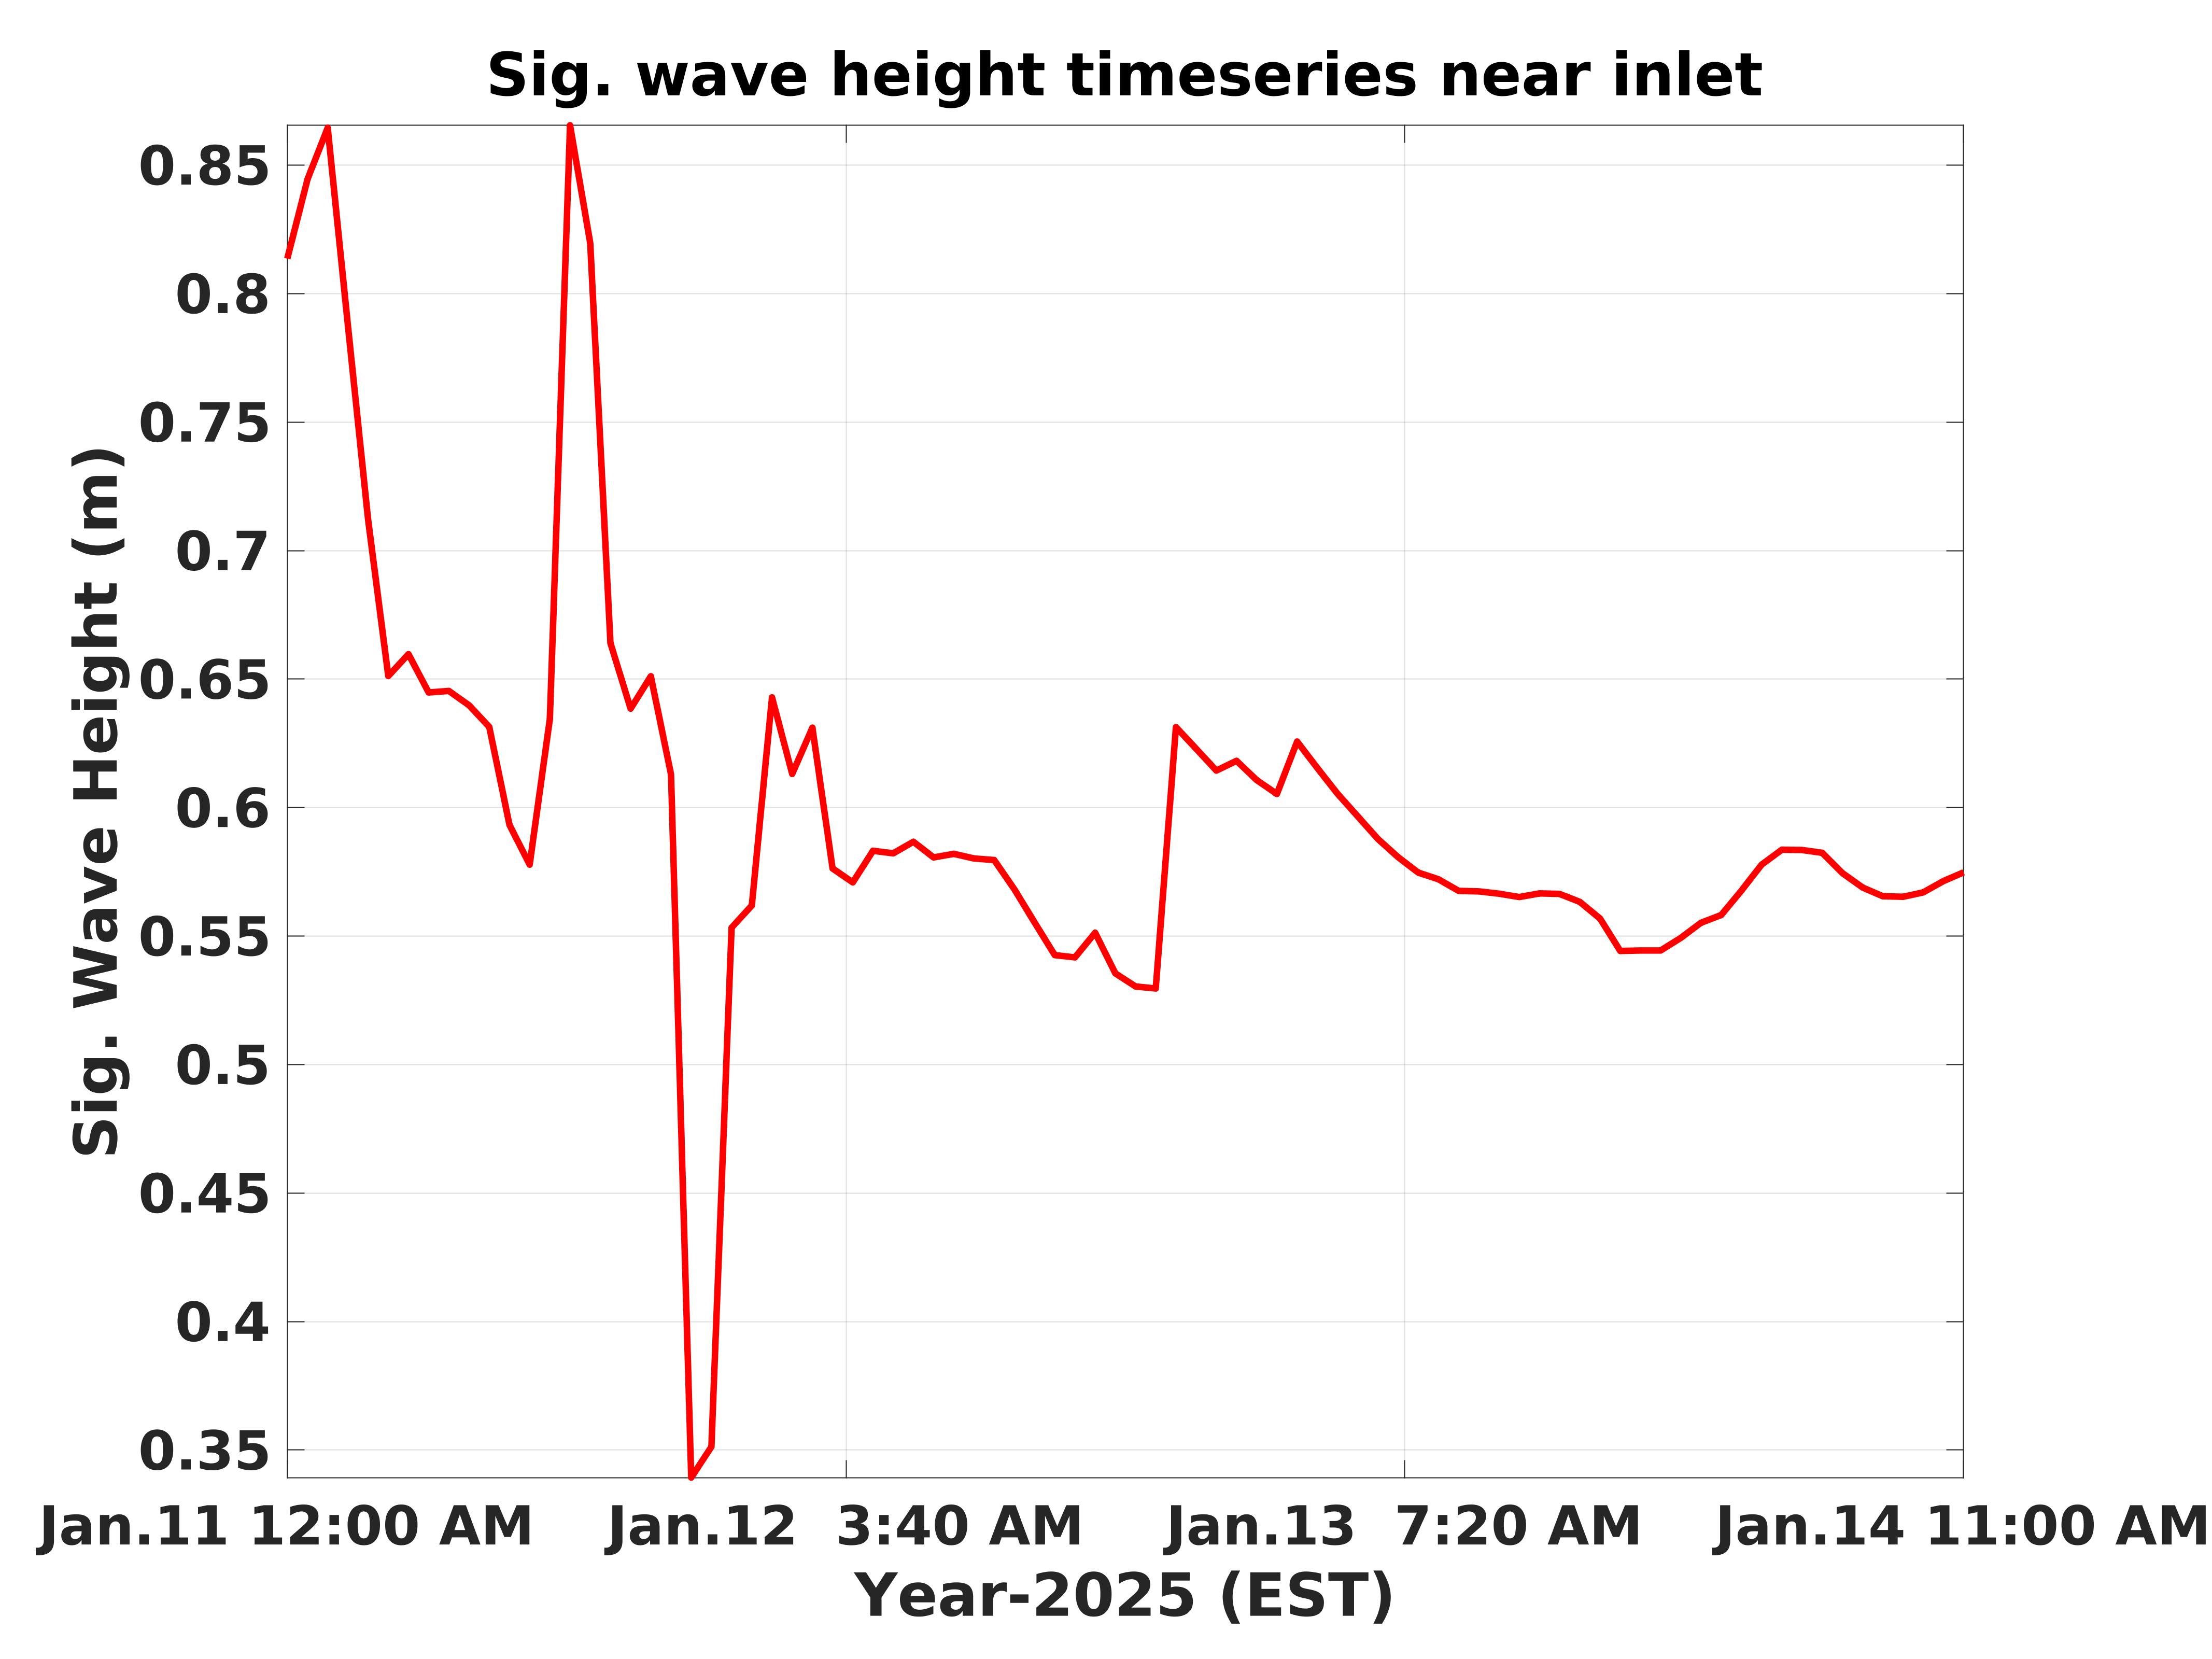 Sig. wave height timeseries near inlet
Sig. Wave Height (m)
0.85
0.8
0.75
0.7
0.65
0.6
0.55
0.5
0.45
0.4
0.35
Jan.11 12:00 AM Jan.12 3:40 AM Jan.13 7:20 AM Jan.14 11:00 AM
Year-2025 (EST)